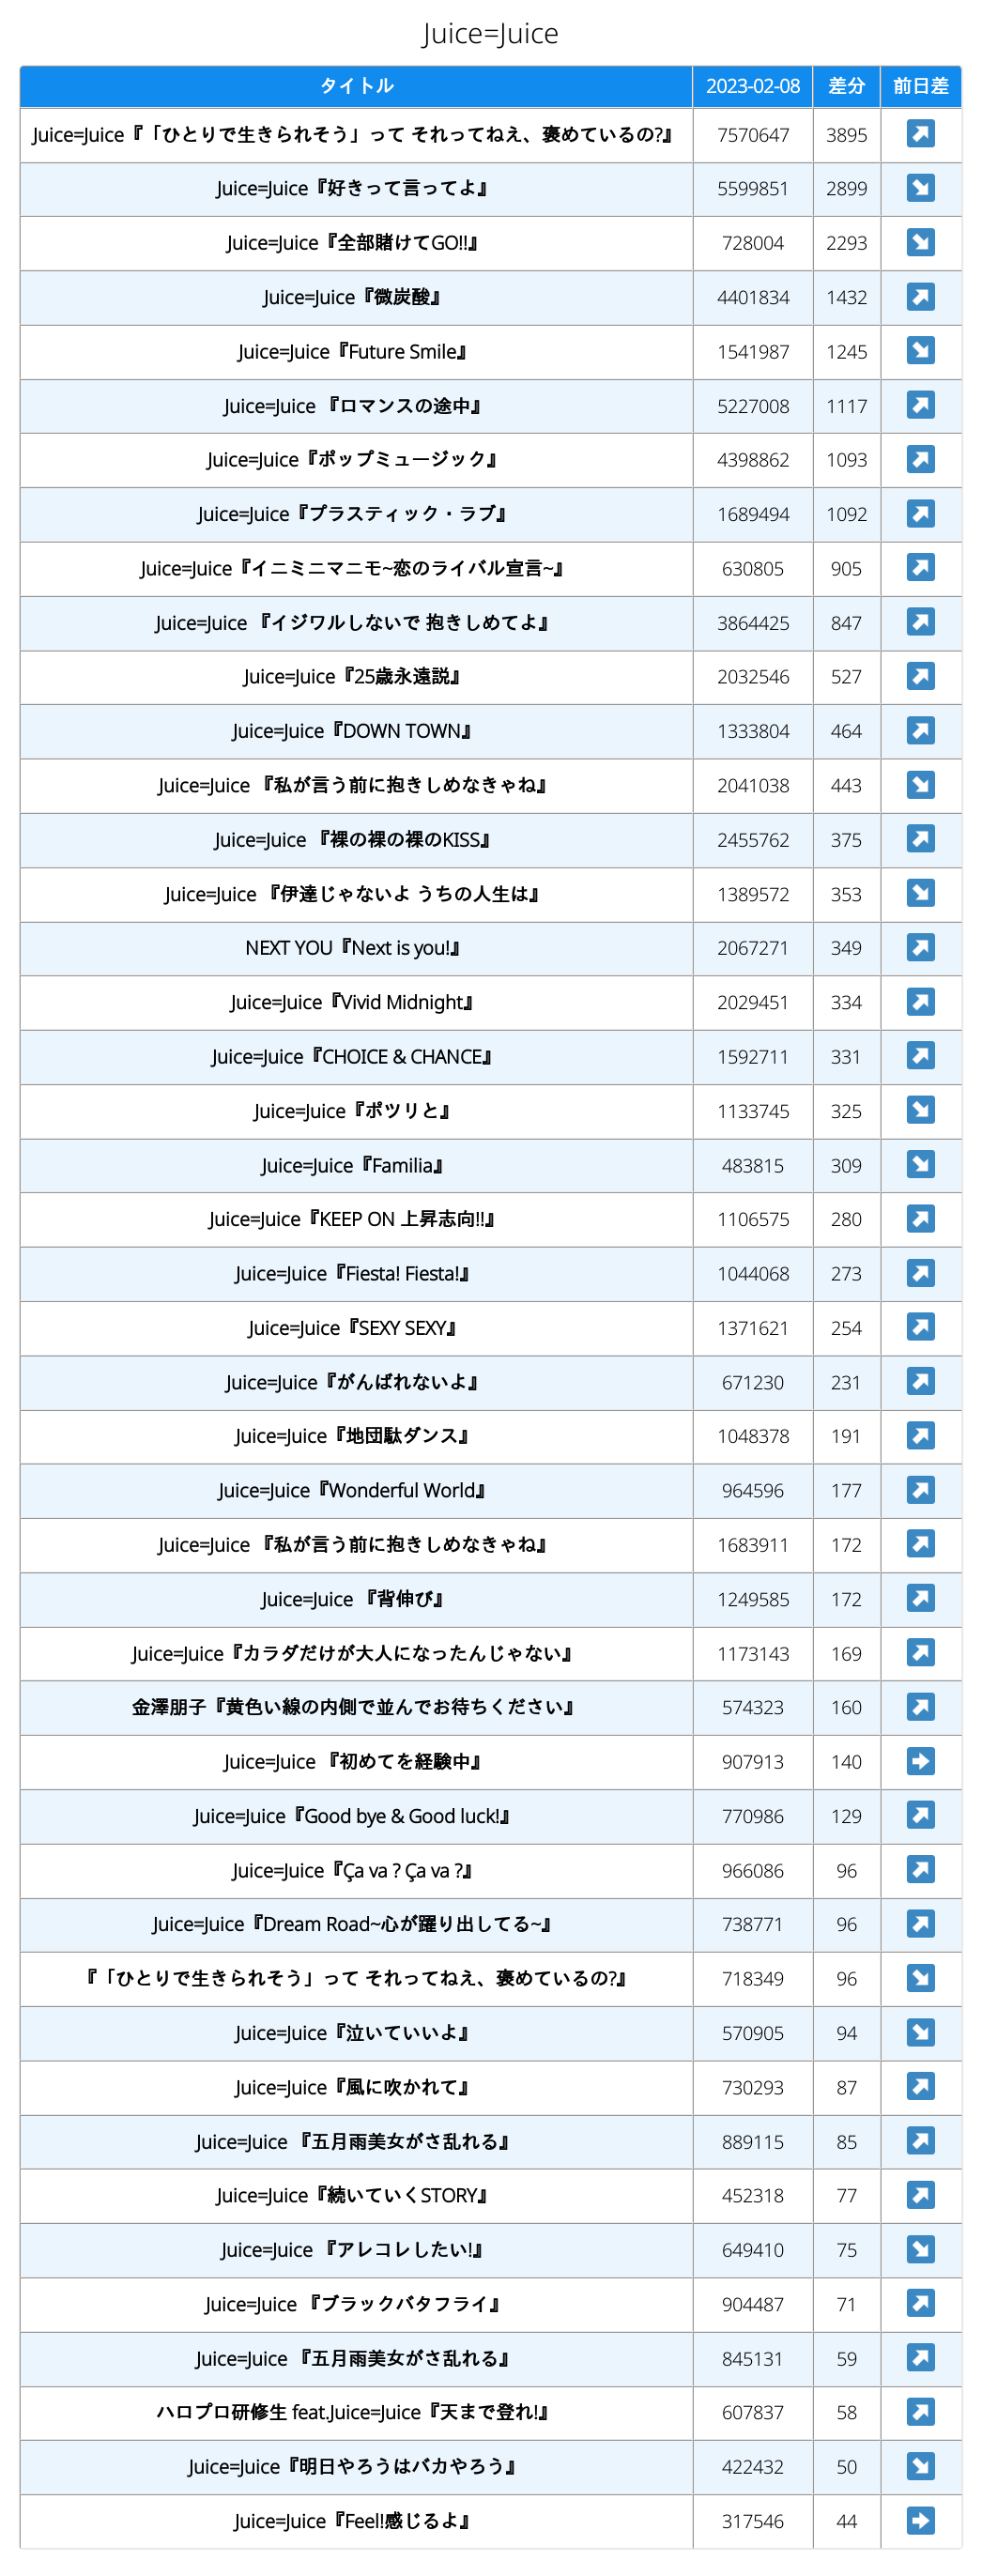 Juice=Juice
タイトル 2023-02-08 差分 前日差
Juice=Juice『「ひとりで生きられそう」って それってねえ、褒めているの?』 7570647 3895
Juice=Juice『好きって言ってよ』 5599851 2899
Juice=Juice『全部賭けてGO!!』 728004 2293
Juice=Juice『微炭酸』 4401834 1432
Juice=Juice『Future Smile』 1541987 1245
Juice=Juice 『ロマンスの途中』 5227008 1117
Juice=Juice『ポップミュージック』 4398862 1093
Juice=Juice『プラスティック・ラブ』 1689494 1092
Juice=Juice『イニミニマニモ~恋のライバル宣言~』 630805 905
Juice=Juice 『イジワルしないで 抱きしめてよ』 3864425 847
Juice=Juice『25歳永遠説』 2032546 527
Juice=Juice『DOWN TOWN』 1333804 464
Juice=Juice 『私が言う前に抱きしめなきゃね』 2041038 443
Juice=Juice 『裸の裸の裸のKISS』 2455762 375
Juice=Juice 『伊達じゃないよ うちの人生は』 1389572 353
NEXT YOU『Next is you!』 2067271 349
Juice=Juice『Vivid Midnight』 2029451 334
Juice=Juice『CHOICE & CHANCE』 1592711 331
Juice=Juice『ポツリと』 1133745 325
Juice=Juice『Familia』 483815 309
Juice=Juice『KEEP ON 上昇志向!!』 1106575 280
Juice=Juice『Fiesta! Fiesta!』 1044068 273
Juice=Juice『SEXY SEXY』 1371621 254
Juice=Juice『がんばれないよ』 671230 231
Juice=Juice『地団駄ダンス』 1048378 191
Juice=Juice『Wonderful World』 964596 177
Juice=Juice 『私が言う前に抱きしめなきゃね』 1683911 172
Juice=Juice 『背伸び』 1249585 172
Juice=Juice『カラダだけが大人になったんじゃない』 1173143 169
金澤朋子『黄色い線の内側で並んでお待ちください』 574323 160
Juice=Juice 『初めてを経験中』 907913 140
Juice=Juice『Good bye & Good luck!』 770986 129
Juice=Juice『Ça va ? Ça va ?』 966086 96
Juice=Juice『Dream Road~心が躍り出してる~』 738771 96
『「ひとりで生きられそう」って それってねえ、褒めているの?』 718349 96
Juice=Juice『泣いていいよ』 570905 94
Juice=Juice『風に吹かれて』 730293 87
Juice=Juice 『五月雨美女がさ乱れる』 889115 85
Juice=Juice『続いていくSTORY』 452318 77
Juice=Juice 『アレコレしたい!』 649410 75
Juice=Juice 『ブラックバタフライ』 904487 71
Juice=Juice 『五月雨美女がさ乱れる』 845131 59
ハロプロ研修生 feat.Juice=Juice『天まで登れ!』 607837 58
Juice=Juice『明日やろうはバカやろう』 422432 50
Juice=Juice『Feel!感じるよ』 317546 44